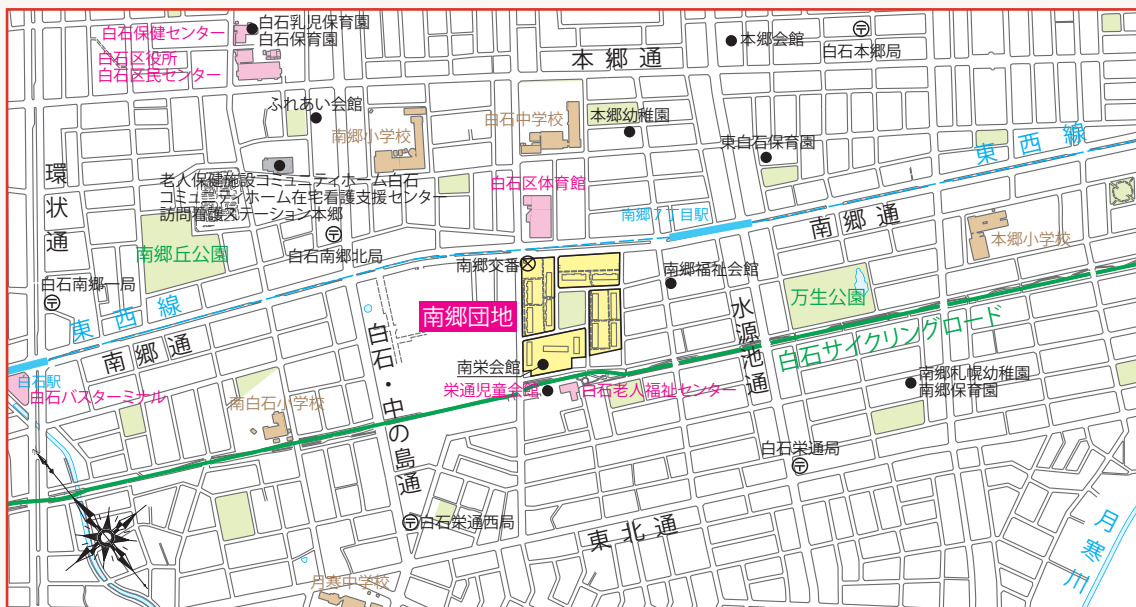 白石保健センター
白石乳児保育園
白石保育園
白石区役所
白石区民センター
本郷通
本郷会館
白石本郷局
ふれあい会館
南郷小学校
白石中学校
本郷幼稚園
東白石保育園
東西線
環状通
老人保健施設コミュニティホーム白石
コミュニティホーム在宅看護支援センター
訪問看護ステーション本郷
白石区体育館
南郷7丁目駅
南郷通
本郷小学校
南郷丘公園
白石南郷北局
南郷交番
南郷福祉会館
白石南郷一局
万生公園
東西線
南郷団地
水源池通
白石サイクリングロード
南郷通
白石・中の島通
南栄会館
白石駅
白石バスターミナル
栄通児童会館
白石老人福祉センター
南郷札幌幼稚園
南郷保育園
南白石小学校
白石栄通局
白石栄通西局
東北通
月寒川
月寒中学校